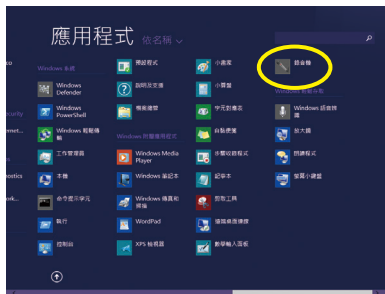 應用程式 依名稱
Windows 系統
Windows
Defender
Windows
PowerShell
Windows 輕鬆傳
輸
工作管理員
本機
命令提示字元
執行
控制台
預設程式
說明及支援
檔案總管
Windows 附屬應用程式
Windows Media
Player
Windows 筆記本
Windows 傳真和
掃描
WordPad
XPS 檢視器
小畫家
小算盤
字元對應表
自黏便箋
步驟收錄程式
記事本
剪取工具
遠端桌面連線
數學輸入面板
錄音機
Windows 語音辨
識
放大鏡
朗讀程式
螢幕小鍵盤